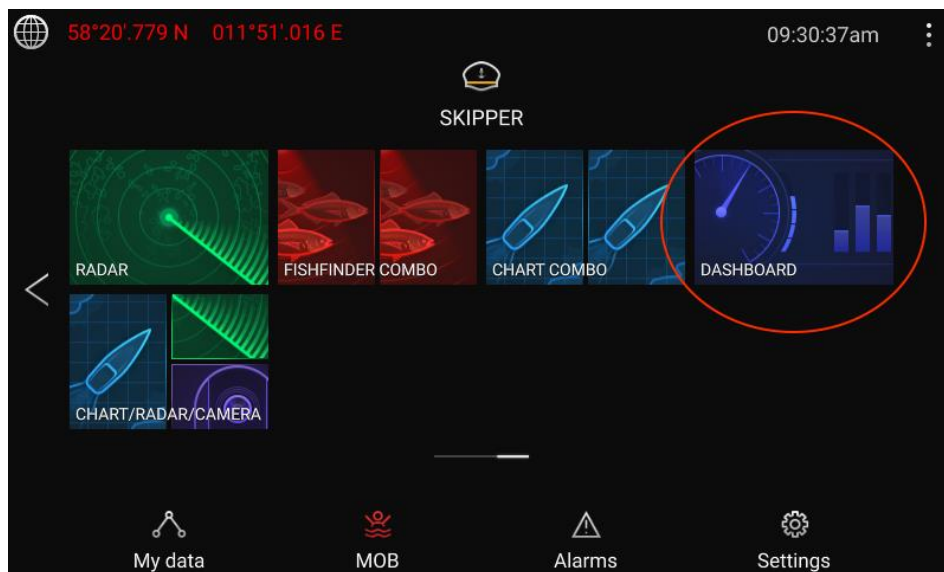 58°20'.779 N 011°51'.016 E 09:30:37am
SKIPPER
RADAR FISHFINDER COMBO CHART COMBO DASHBOARD
CHART/RADAR/CAMERA
My data MOB Alarms Settings